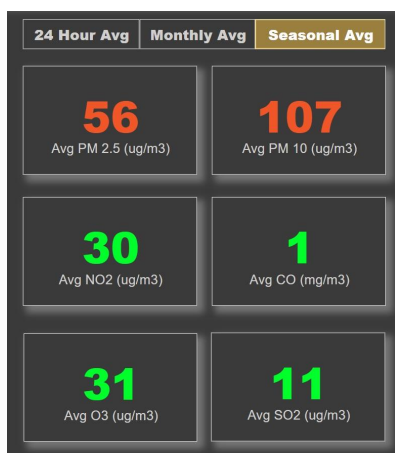 24 Hour Avg Monthly Avg Seasonal Avg
56 107
Avg PM 2.5 (ug/m3) Avg PM 10 (ug/m3)
30 1
Avg NO2 (ug/m3) Avg CO (mg/m3)
31 11
Avg O3 (ug/m3) Avg SO2 (ug/m3)